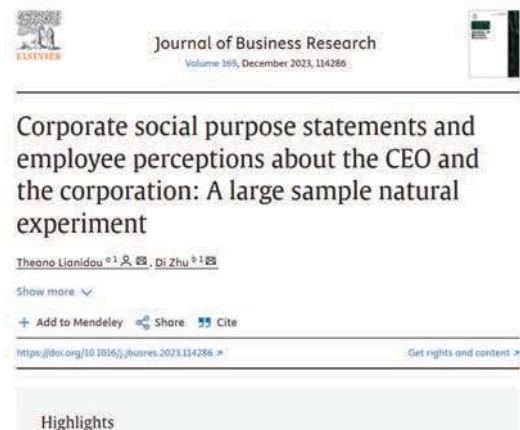 ELSEVIER
Journal of Business Research
Volume 169, December 2023, 114286
Corporate social purpose statements and
employee perceptions about the CEO and
the corporation: A large sample natural
experiment
Theano Lianidou a 1, Di Zhu b 1
Show more
+ Add to Mendeley Share Cite
https://doi.org/10.1016/j.jbusres.2023.114286 Get rights and content
Highlights